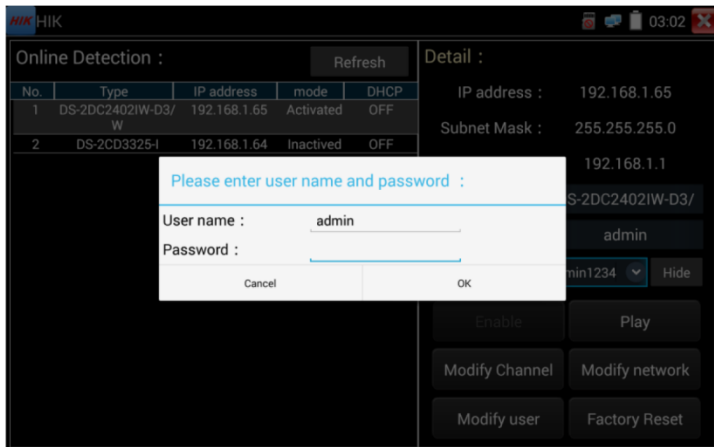 HIK HIK 03:02
Online Detection :
Refresh
No. Type IP address mode DHCP
1 DS-2DC2402IW-D3/W 192.168.1.65 Activated OFF
2 DS-2CD3325-I 192.168.1.64 Inactived OFF
Detail :
IP address : 192.168.1.65
Subnet Mask : 255.255.255.0
192.168.1.1
S-2DC2402IW-D3/
admin
min1234 Hide
Please enter user name and password :
User name : admin
Password :
Cancel OK
Enable Play
Modify Channel Modify network
Modify user Factory Reset